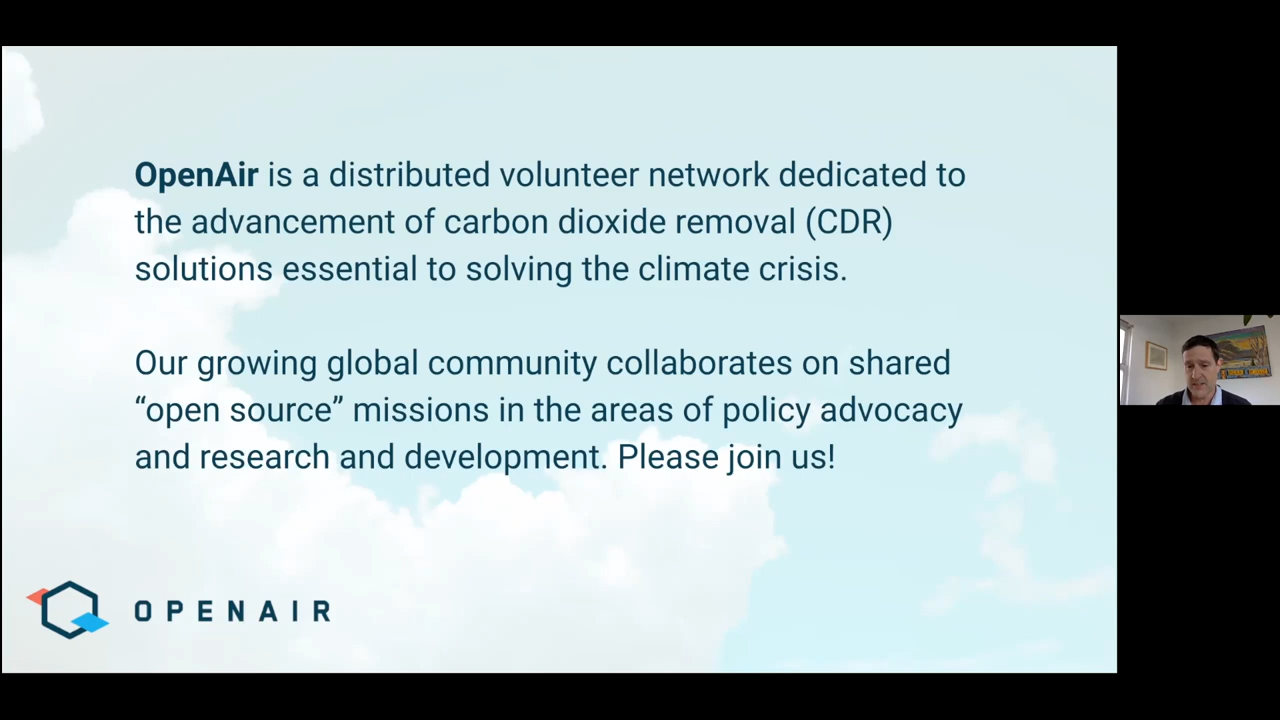 OpenAir is a distributed volunteer network dedicated to
the advancement of carbon dioxide removal (CDR)
solutions essential to solving the climate crisis.
Our growing global community collaborates on shared
“open source” missions in the areas of policy advocacy
and research and development. Please join us!
OPENAIR